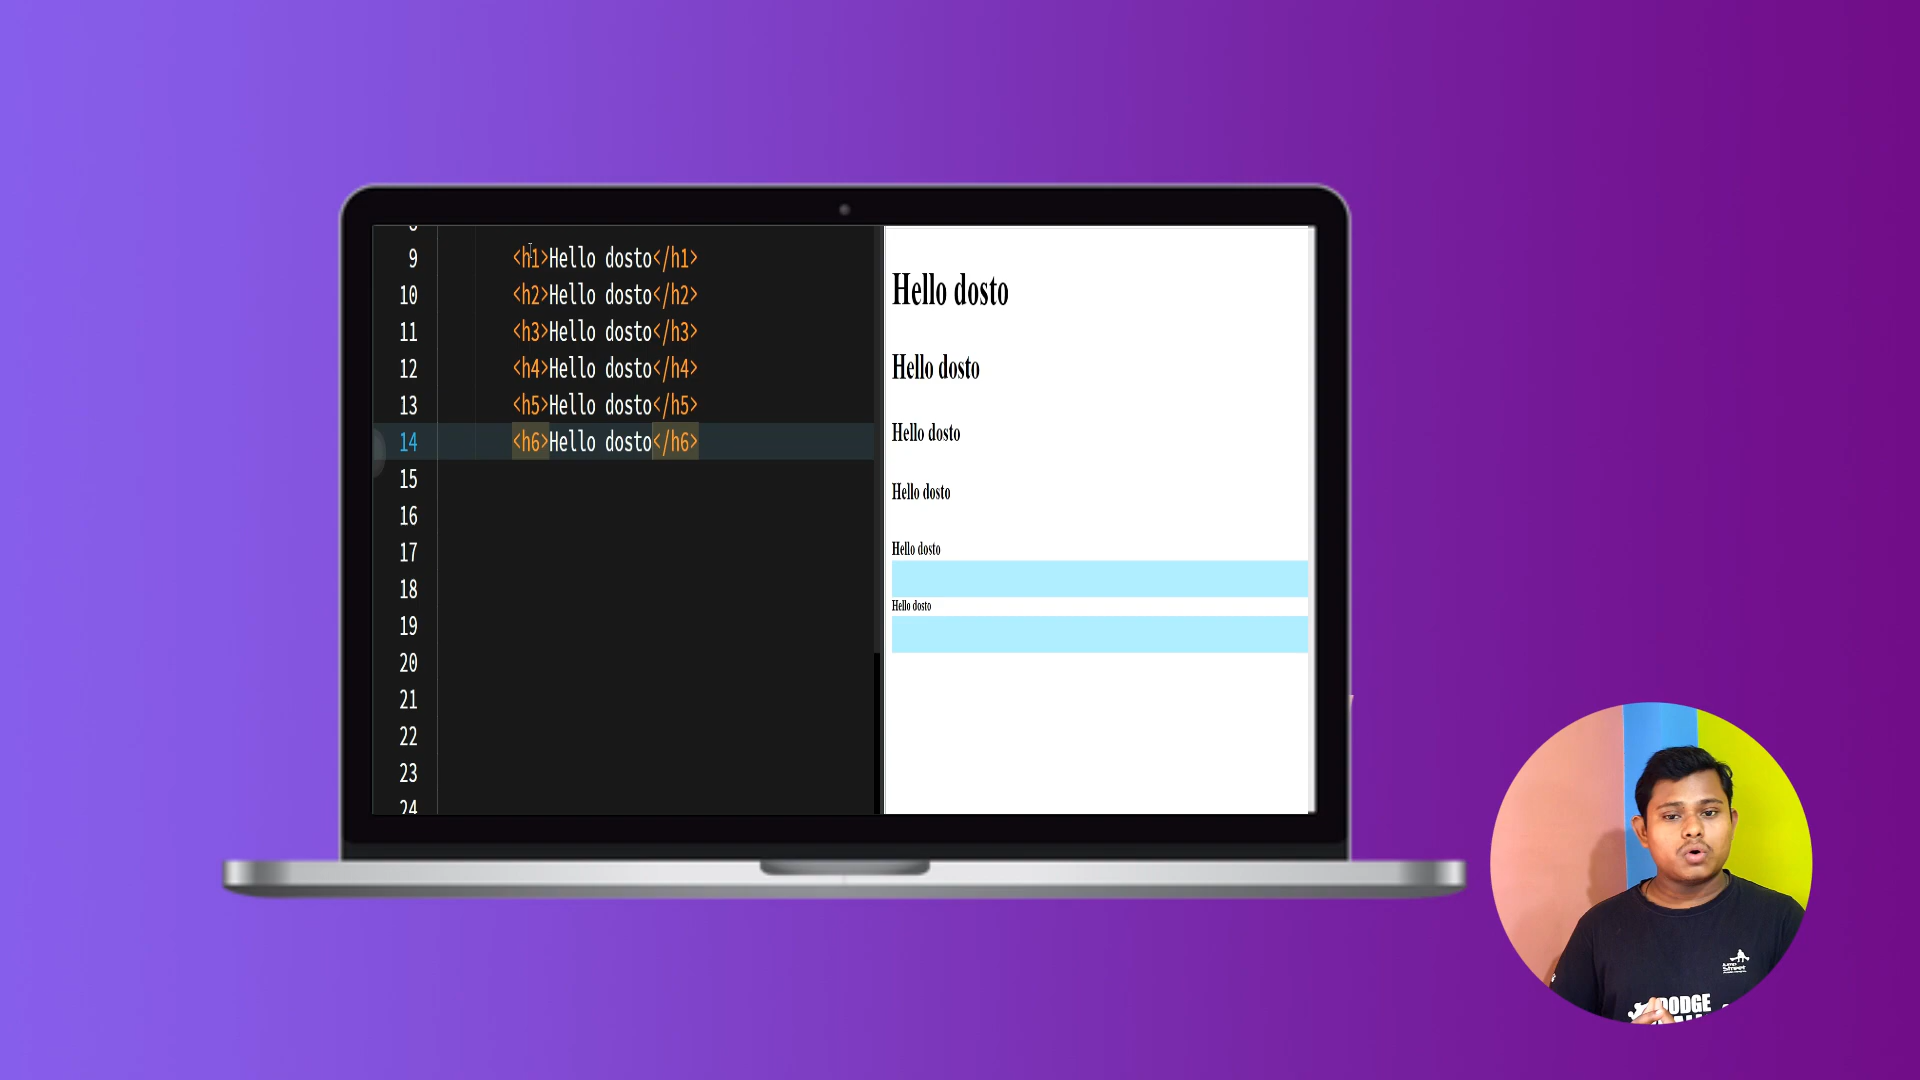 9 <h1>Hello dosto</h1>
10 <h2>Hello dosto</h2>
11 <h3>Hello dosto</h3>
12 <h4>Hello dosto</h4>
13 <h5>Hello dosto</h5>
14 <h6>Hello dosto</h6>
15
16
17
18
19
20
21
22
23
24
Hello dosto
Hello dosto
Hello dosto
Hello dosto
Hello dosto
Hello dosto
DODGE